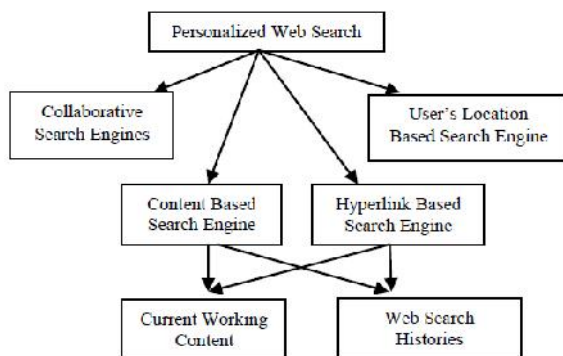 Personalized Web Search
Collaborative
Search Engines
User's Location
Based Search Engine
Content Based
Search Engine
Hyperlink Based
Search Engine
Current Working
Content
Web Search
Histories